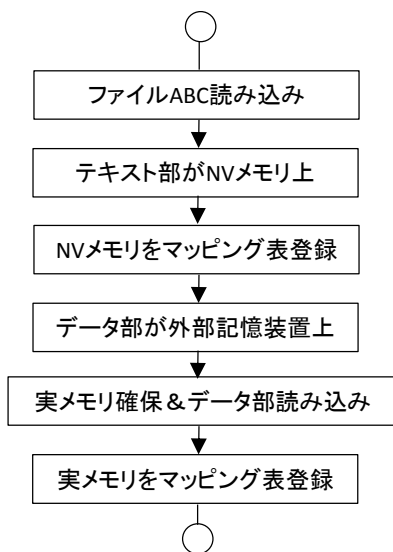 ファイルABC読み込み
テキスト部がNVメモリ上
NVメモリをマッピング表登録
データ部が外部記憶装置上
実メモリ確保＆データ部読み込み
実メモリをマッピング表登録